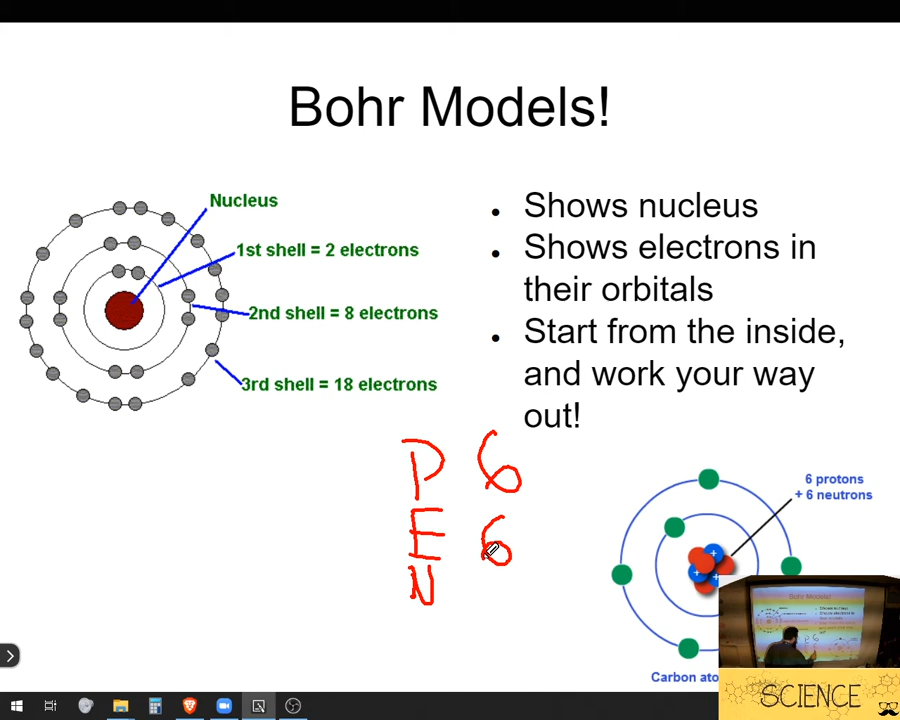 Bohr Models!
Nucleus
1st shell = 2 electrons
2nd shell = 8 electrons
3rd shell = 18 electrons
• Shows nucleus
• Shows electrons in
their orbitals
• Start from the inside,
and work your way
out!
P 6
E 6
N
6 protons
+ 6 neutrons
+
+
+
Carbon
SCIENCE